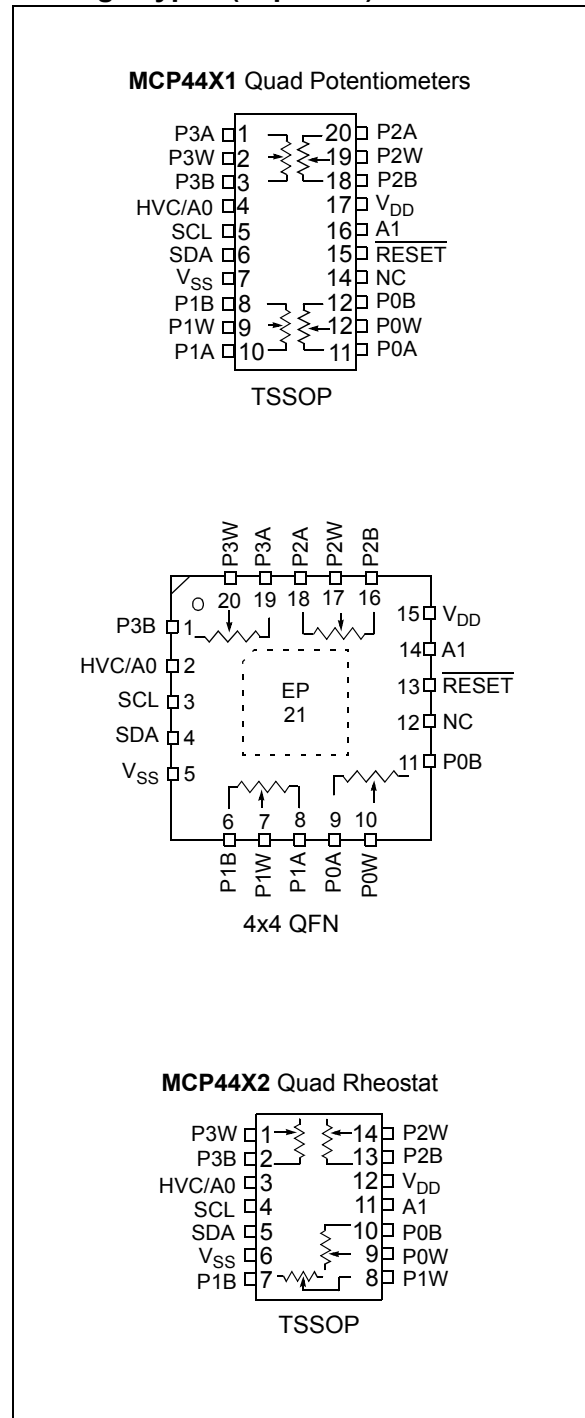 MCP44X1 Quad Potentiometers
P3A 1 20 P2A
P3W 2 19 P2W
P3B 3 18 P2B
HVC/A0 4 17 VDD
SCL 5 16 A1
SDA 6 15 RESET
VSS 7 14 NC
P1B 8 12 P0B
P1W 9 12 P0W
P1A 10 11 P0A
TSSOP
P3W P3A P2A P2W P2B
20 19 18 17 16
P3B 1 15 VDD
HVC/A0 2 14 A1
SCL 3 EP 13 RESET
SDA 4 21 12 NC
VSS 5 11 P0B
6 7 8 9 10
P1B P1W P1A P0A P0W
4x4 QFN
MCP44X2 Quad Rheostat
P3W 1 14 P2W
P3B 2 13 P2B
HVC/A0 3 12 VDD
SCL 4 11 A1
SDA 5 10 P0B
VSS 6 9 P0W
P1B 7 8 P1W
TSSOP